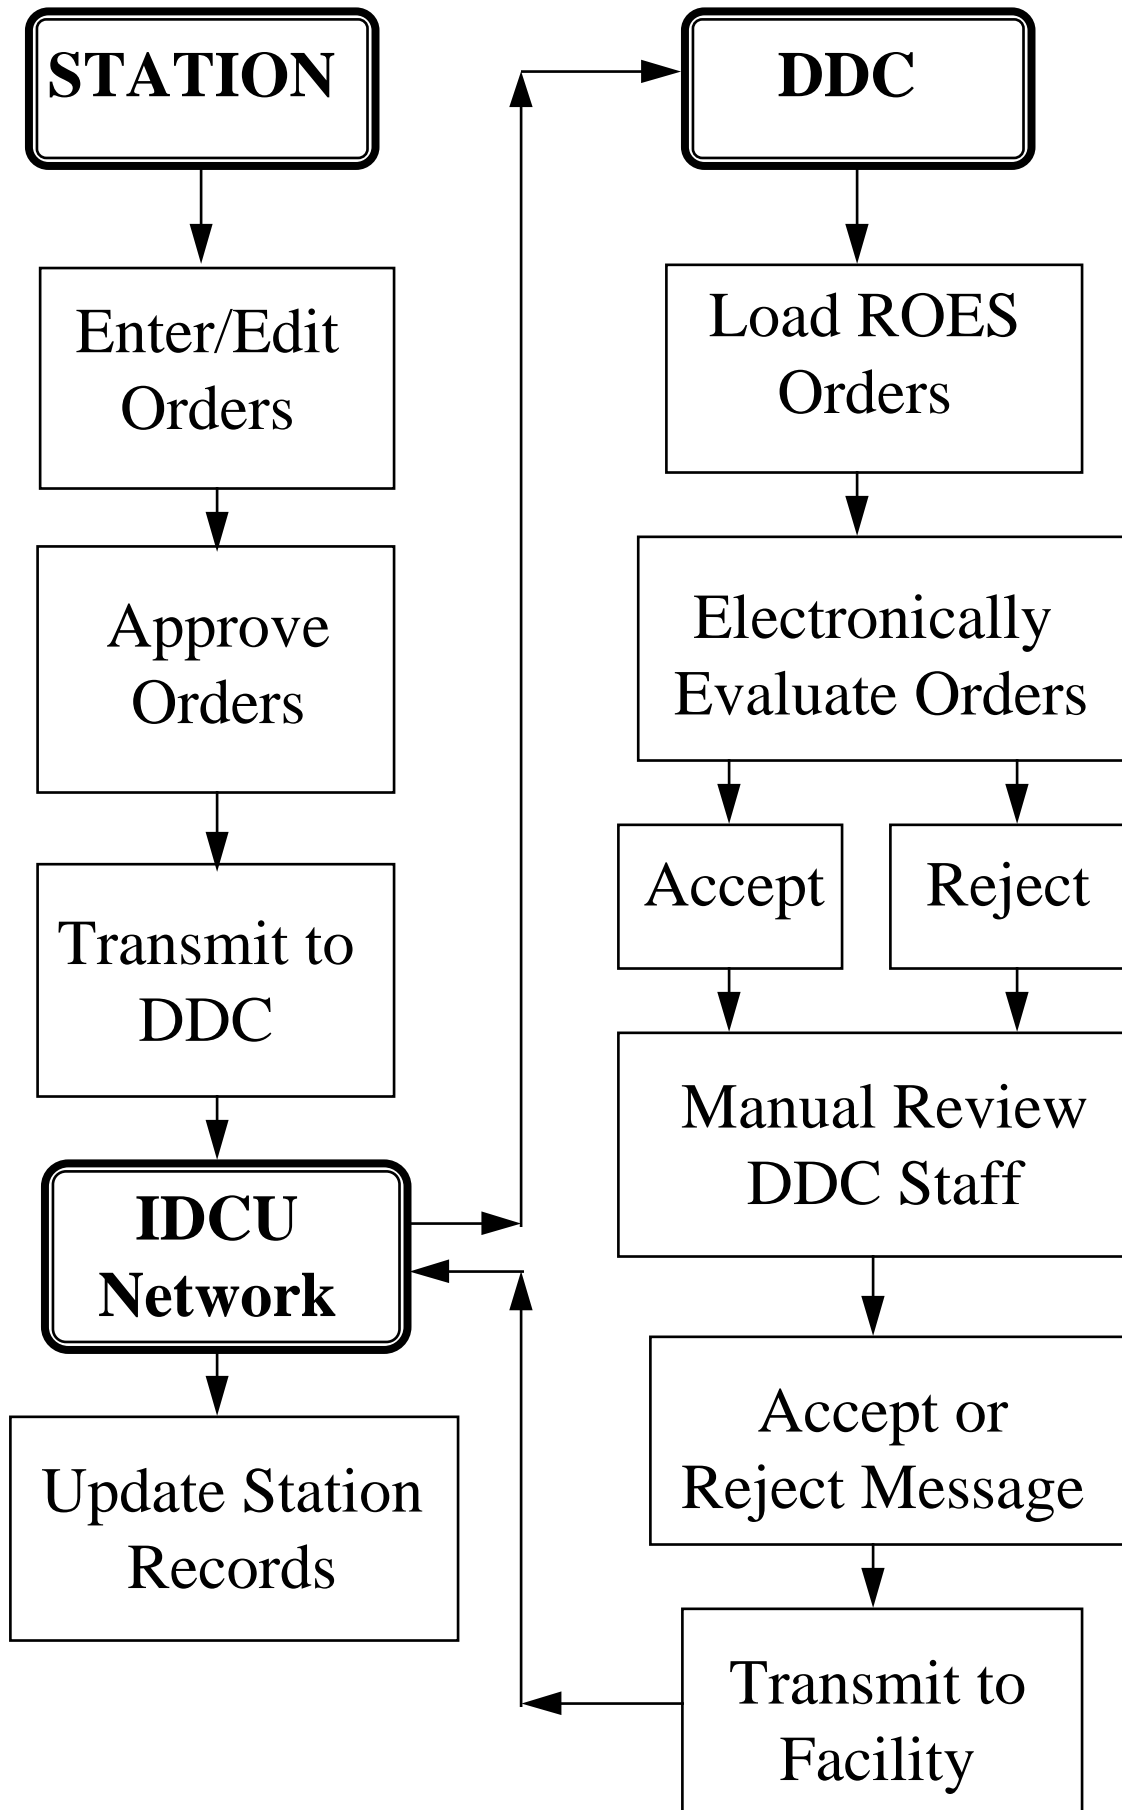 STATION
Enter/Edit
Orders
Approve
Orders
Transmit to
DDC
IDCU
Network
Update Station
Records
DDC
Load ROES
Orders
Electronically
Evaluate Orders
Accept
Reject
Manual Review
DDC Staff
Accept or
Reject Message
Transmit to
Facility